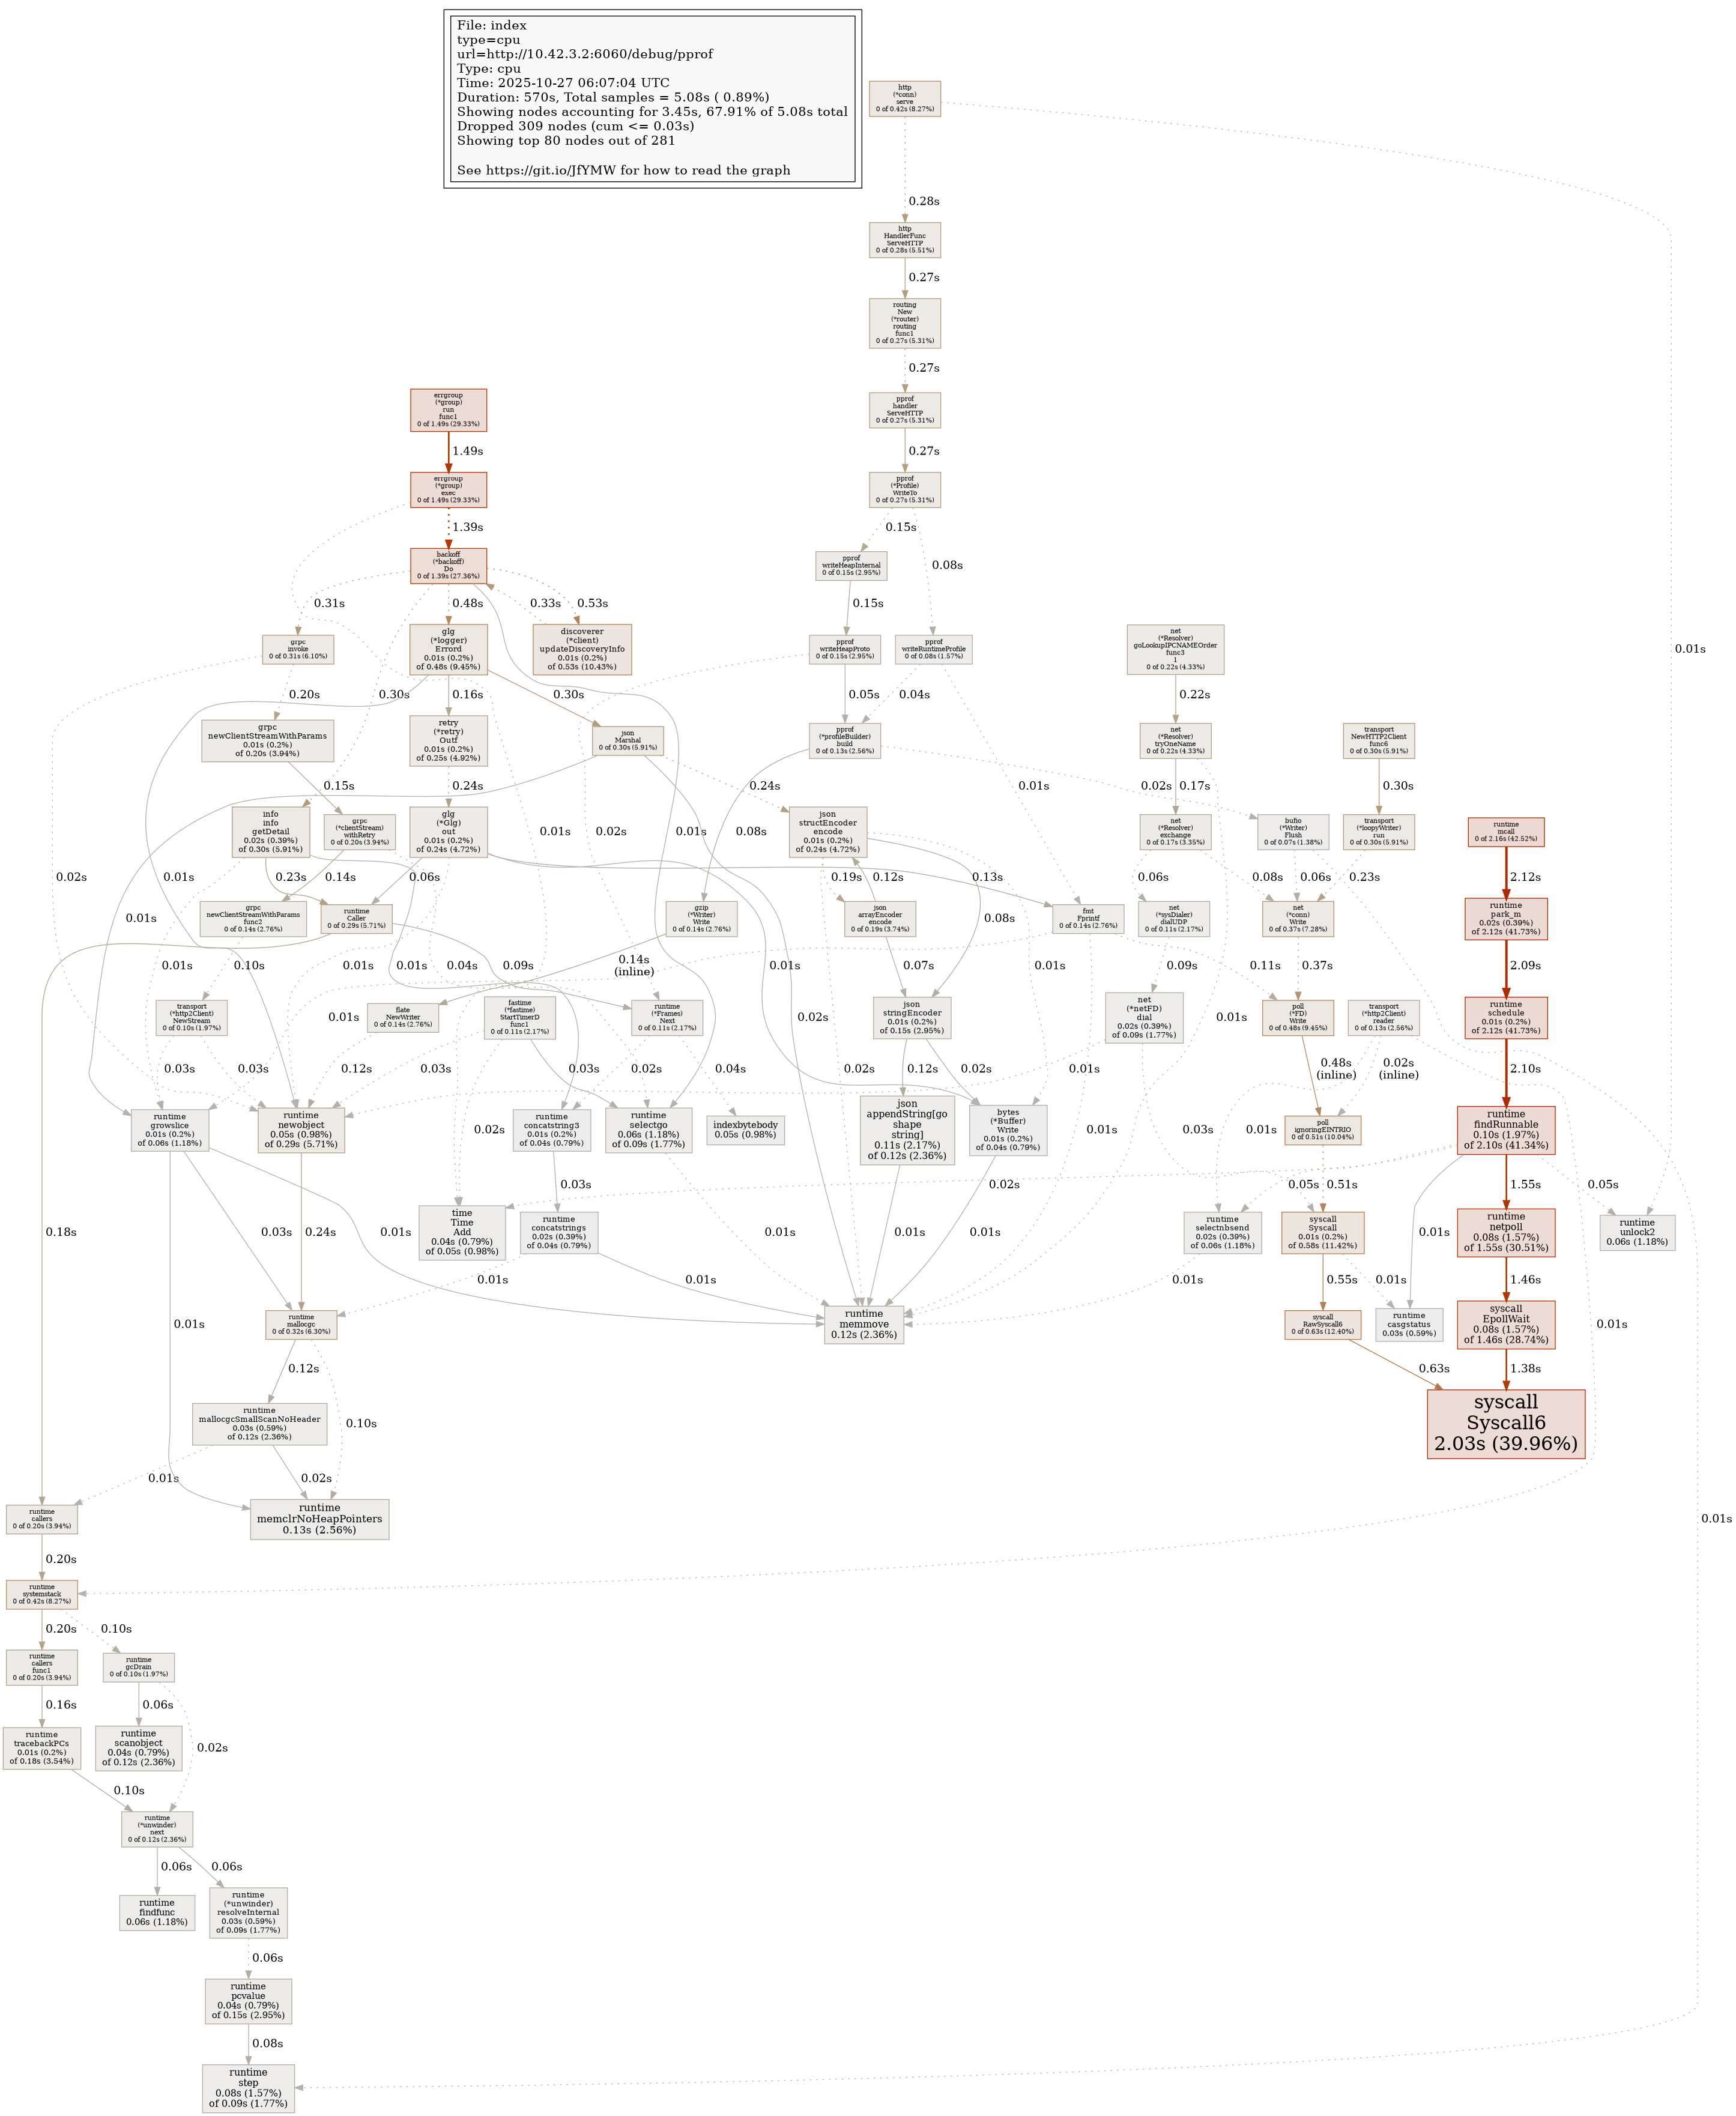 File: index
type=cpu
url=http://10.42.3.2:6060/debug/pprof
Type: cpu
Time: 2025-10-27 06:07:04 UTC
Duration: 570s, Total samples = 5.08s ( 0.89%)
Showing nodes accounting for 3.45s, 67.91% of 5.08s total
Dropped 309 nodes (cum <= 0.03s)
Showing top 80 nodes out of 281
See https://git.io/JfYMW for how to read the graph
http
(*conn)
serve
0 of 0.42s (8.27%)
0.28s
0.01s
http
HandlerFunc
ServeHTTP
0 of 0.28s (5.51%)
0.27s
routing
New
(*router)
routing
func1
0 of 0.27s (5.31%)
0.27s
pprof
handler
ServeHTTP
0 of 0.27s (5.31%)
0.27s
pprof
(*Profile)
WriteTo
0 of 0.27s (5.31%)
0.15s
0.08s
errgroup
(*group)
run
func1
0 of 1.49s (29.33%)
1.49s
errgroup
(*group)
exec
0 of 1.49s (29.33%)
1.39s
0.01s
backoff
(*backoff)
Do
0 of 1.39s (27.36%)
0.31s
0.30s
0.48s
0.33s
0.53s
0.01s
pprof
writeHeapInternal
0 of 0.15s (2.95%)
0.15s
grpc
invoke
0 of 0.31s (6.10%)
0.20s
0.02s
glg
(*logger)
Errord
0.01s (0.2%)
of 0.48s (9.45%)
0.16s
0.30s
0.01s
discoverer
(*client)
updateDiscoveryInfo
0.01s (0.2%)
of 0.53s (10.43%)
pprof
writeHeapProto
0 of 0.15s (2.95%)
0.05s
0.02s
pprof
writeRuntimeProfile
0 of 0.08s (1.57%)
0.04s
0.01s
net
(*Resolver)
goLookupIPCNAMEOrder
func3
1
0 of 0.22s (4.33%)
0.22s
grpc
newClientStreamWithParams
0.01s (0.2%)
of 0.20s (3.94%)
0.15s
retry
(*retry)
Outf
0.01s (0.2%)
of 0.25s (4.92%)
0.24s
json
Marshal
0 of 0.30s (5.91%)
0.24s
0.01s
0.02s
pprof
(*profileBuilder)
build
0 of 0.13s (2.56%)
0.08s
0.02s
net
(*Resolver)
tryOneName
0 of 0.22s (4.33%)
0.17s
0.01s
transport
NewHTTP2Client
func6
0 of 0.30s (5.91%)
0.30s
info
info
getDetail
0.02s (0.39%)
of 0.30s (5.91%)
0.23s
0.01s
0.01s
grpc
(*clientStream)
withRetry
0 of 0.20s (3.94%)
0.14s
0.04s
glg
(*Glg)
out
0.01s (0.2%)
of 0.24s (4.72%)
0.06s
0.01s
0.13s
0.01s
json
structEncoder
encode
0.01s (0.2%)
of 0.24s (4.72%)
0.19s
0.12s
0.08s
0.01s
0.02s
net
(*Resolver)
exchange
0 of 0.17s (3.35%)
0.06s
0.08s
bufio
(*Writer)
Flush
0 of 0.07s (1.38%)
0.06s
0.01s
transport
(*loopyWriter)
run
0 of 0.30s (5.91%)
0.23s
runtime
mcall
0 of 2.16s (42.52%)
2.12s
grpc
newClientStreamWithParams
func2
0 of 0.14s (2.76%)
0.10s
runtime
Caller
0 of 0.29s (5.71%)
0.09s
0.18s
gzip
(*Writer)
Write
0 of 0.14s (2.76%)
0.14s
(inline)
json
arrayEncoder
encode
0 of 0.19s (3.74%)
0.07s
fmt
Fprintf
0 of 0.14s (2.76%)
0.11s
0.01s
0.01s
net
(*sysDialer)
dialUDP
0 of 0.11s (2.17%)
0.09s
net
(*conn)
Write
0 of 0.37s (7.28%)
0.37s
runtime
park_m
0.02s (0.39%)
of 2.12s (41.73%)
2.09s
transport
(*http2Client)
NewStream
0 of 0.10s (1.97%)
0.03s
0.03s
flate
NewWriter
0 of 0.14s (2.76%)
0.12s
fastime
(*fastime)
StartTimerD
func1
0 of 0.11s (2.17%)
0.03s
0.02s
0.03s
runtime
(*Frames)
Next
0 of 0.11s (2.17%)
0.02s
0.04s
json
stringEncoder
0.01s (0.2%)
of 0.15s (2.95%)
0.12s
0.02s
net
(*netFD)
dial
0.02s (0.39%)
of 0.09s (1.77%)
0.01s
0.03s
poll
(*FD)
Write
0 of 0.48s (9.45%)
0.48s
(inline)
transport
(*http2Client)
reader
0 of 0.13s (2.56%)
0.02s
(inline)
0.01s
0.01s
runtime
schedule
0.01s (0.2%)
of 2.12s (41.73%)
2.10s
runtime
growslice
0.01s (0.2%)
of 0.06s (1.18%)
0.03s
0.01s
0.01s
runtime
newobject
0.05s (0.98%)
of 0.29s (5.71%)
0.24s
runtime
concatstring3
0.01s (0.2%)
of 0.04s (0.79%)
0.03s
runtime
selectgo
0.06s (1.18%)
of 0.09s (1.77%)
0.01s
indexbytebody
0.05s (0.98%)
json
appendString[go
shape
string]
0.11s (2.17%)
of 0.12s (2.36%)
0.01s
bytes
(*Buffer)
Write
0.01s (0.2%)
of 0.04s (0.79%)
0.01s
poll
ignoringEINTRIO
0 of 0.51s (10.04%)
0.51s
runtime
findRunnable
0.10s (1.97%)
of 2.10s (41.34%)
0.02s
0.05s
0.01s
1.55s
0.05s
time
Time
Add
0.04s (0.79%)
of 0.05s (0.98%)
runtime
concatstrings
0.02s (0.39%)
of 0.04s (0.79%)
0.01s
0.01s
runtime
selectnbsend
0.02s (0.39%)
of 0.06s (1.18%)
0.01s
syscall
Syscall
0.01s (0.2%)
of 0.58s (11.42%)
0.55s
0.01s
runtime
netpoll
0.08s (1.57%)
of 1.55s (30.51%)
1.46s
runtime
unlock2
0.06s (1.18%)
runtime
mallocgc
0 of 0.32s (6.30%)
0.12s
0.10s
runtime
memmove
0.12s (2.36%)
syscall
RawSyscall6
0 of 0.63s (12.40%)
0.63s
runtime
casgstatus
0.03s (0.59%)
syscall
EpollWait
0.08s (1.57%)
of 1.46s (28.74%)
1.38s
syscall
Syscall6
2.03s (39.96%)
runtime
mallocgcSmallScanNoHeader
0.03s (0.59%)
of 0.12s (2.36%)
0.01s
0.02s
runtime
callers
0 of 0.20s (3.94%)
0.20s
runtime
memclrNoHeapPointers
0.13s (2.56%)
runtime
systemstack
0 of 0.42s (8.27%)
0.20s
0.10s
runtime
callers
func1
0 of 0.20s (3.94%)
0.16s
runtime
gcDrain
0 of 0.10s (1.97%)
0.06s
0.02s
runtime
tracebackPCs
0.01s (0.2%)
of 0.18s (3.54%)
0.10s
runtime
scanobject
0.04s (0.79%)
of 0.12s (2.36%)
runtime
(*unwinder)
next
0 of 0.12s (2.36%)
0.06s
0.06s
runtime
findfunc
0.06s (1.18%)
runtime
(*unwinder)
resolveInternal
0.03s (0.59%)
of 0.09s (1.77%)
0.06s
runtime
pcvalue
0.04s (0.79%)
of 0.15s (2.95%)
0.08s
runtime
step
0.08s (1.57%)
of 0.09s (1.77%)